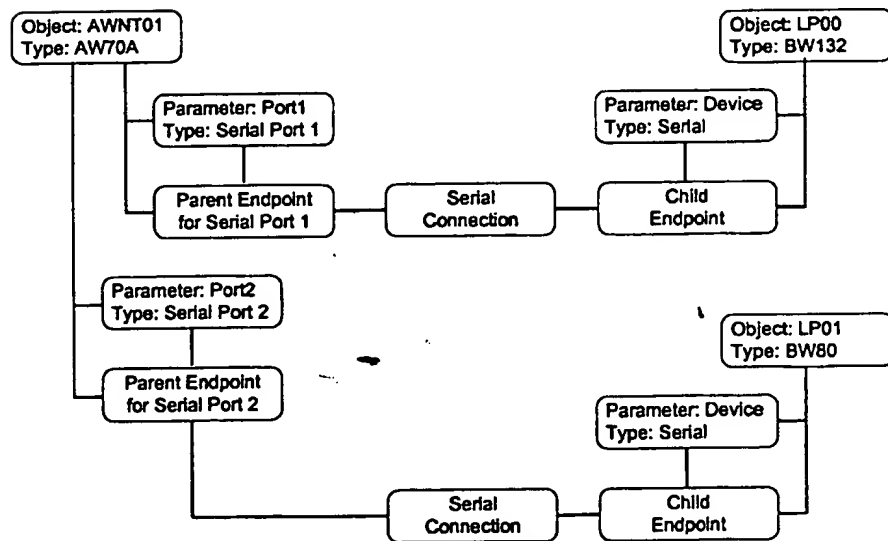 Object: AWNT01
Type: AW70A
Object: LP00
Type: BW132
Parameter: Port1
Type: Serial Port 1
Parameter: Device
Type: Serial
Parent Endpoint
for Serial Port 1
Serial
Connection
Child
Endpoint
Parameter: Port2
Type: Serial Port 2
Object: LP01
Type: BW80
Parent Endpoint
for Serial Port 2
Parameter: Device
Type: Serial
Serial
Connection
Child
Endpoint